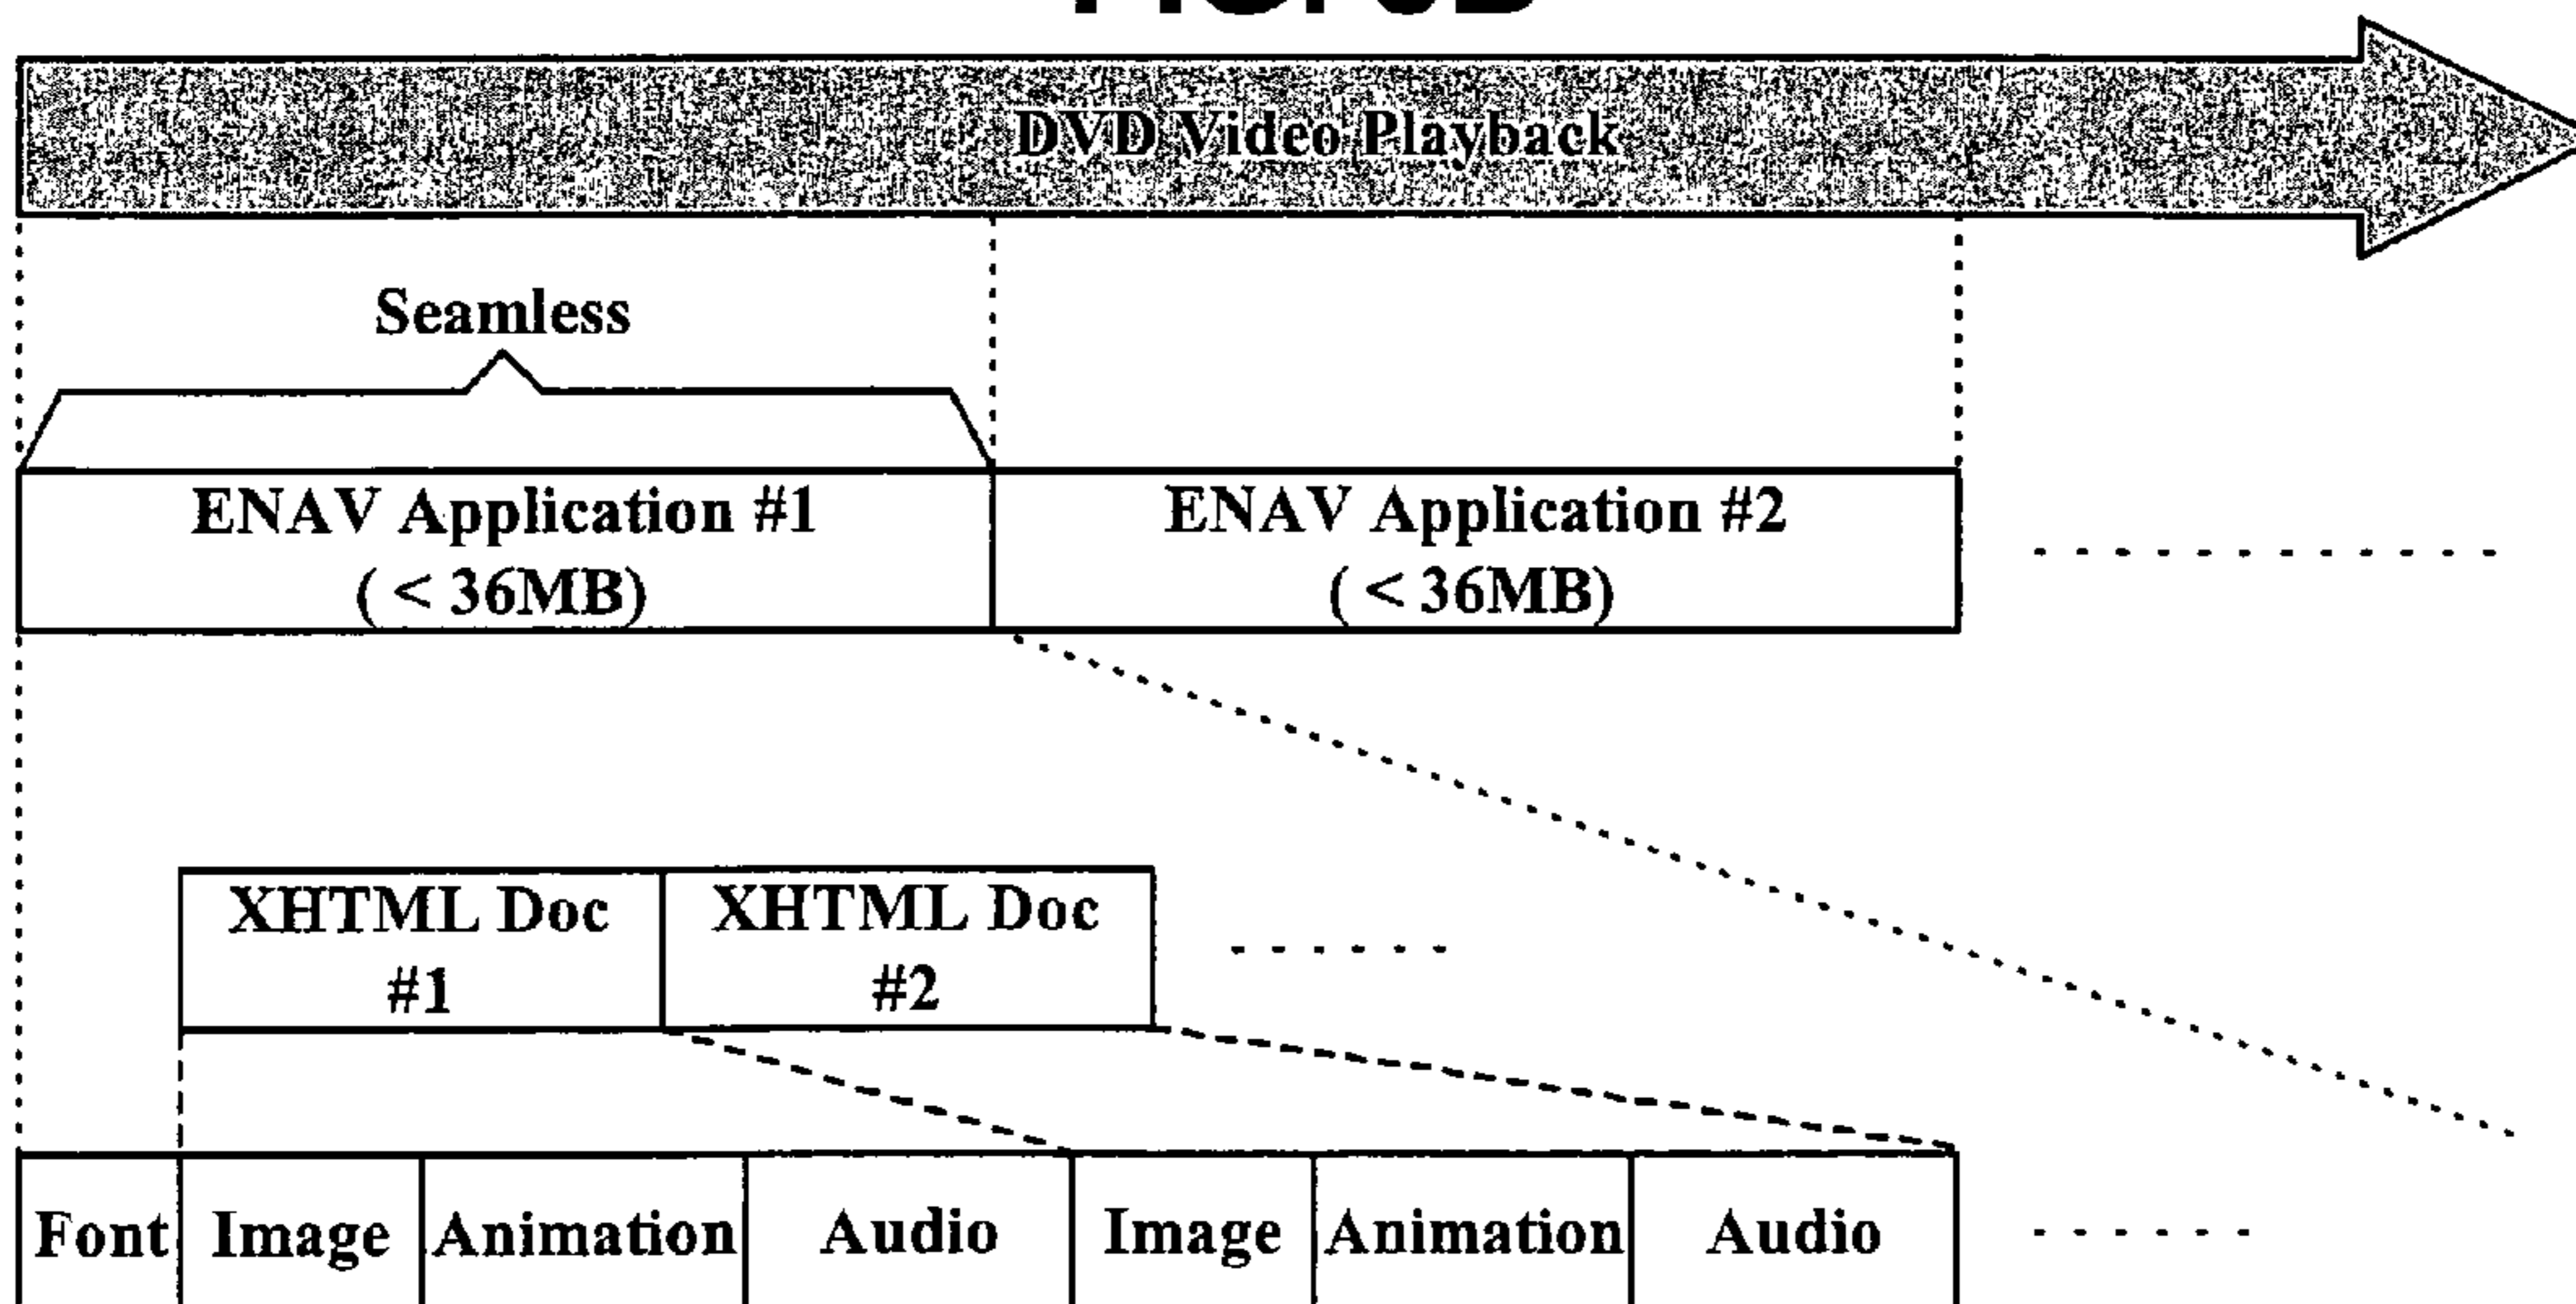 DVD Video Playback
Seamless
ENAV Application #1
( < 36MB)
ENAV Application #2
( < 36MB)
XHTML Doc
#1
XHTML Doc
#2
Font Image Animation Audio Image Animation Audio